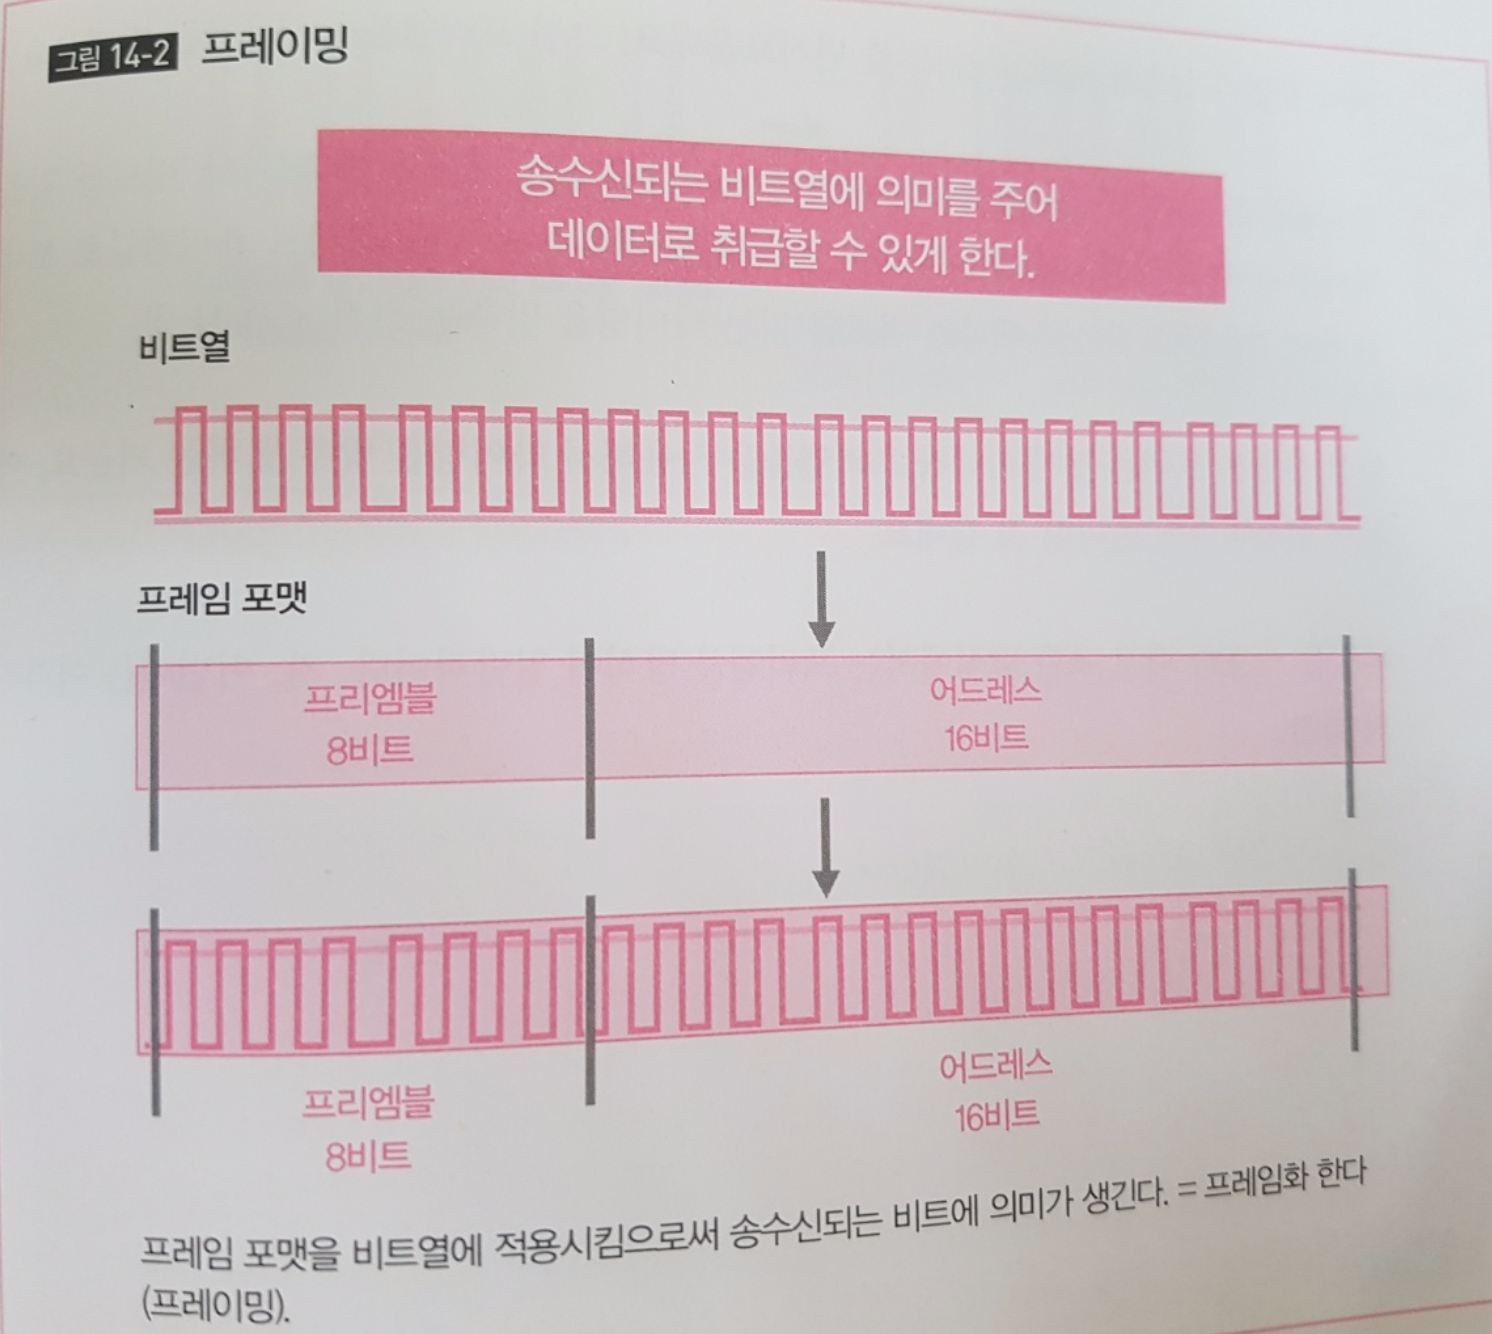 그림 14-2 프레이밍
송수신되는 비트열에 의미를 주어
데이터로 취급할 수 있게 한다.
비트열
프레임 포맷
프리엠블
8비트
어드레스
16비트
프리엠블
8비트
어드레스
16비트
프레임 포맷을 비트열에 적용시킴으로써 송수신되는 비트에 의미가 생긴다. = 프레임화 한다
(프레이밍).